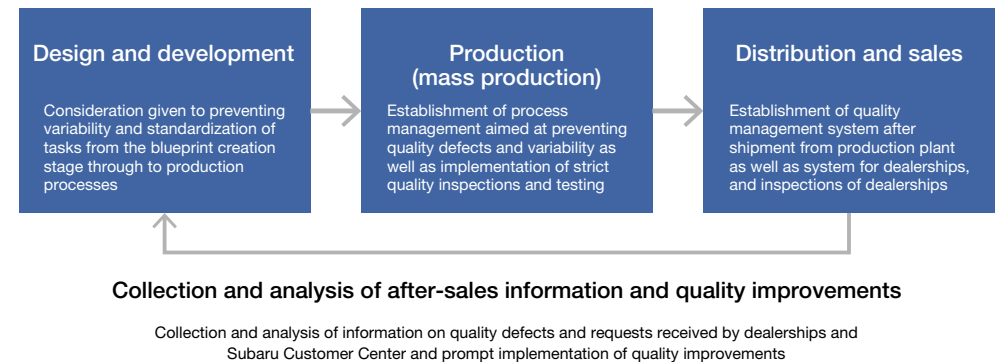 Design and development
Consideration given to preventing
variability and standardization of
tasks from the blueprint creation
stage through to production
processes
Production
(mass production)
Establishment of process
management aimed at preventing
quality defects and variability as
well as implementation of strict
quality inspections and testing
Distribution and sales
Establishment of quality
management system after
shipment from production plant
as well as system for dealerships,
and inspections of dealerships
Collection and analysis of after-sales information and quality improvements
Collection and analysis of information on quality defects and requests received by dealerships and
Subaru Customer Center and prompt implementation of quality improvements